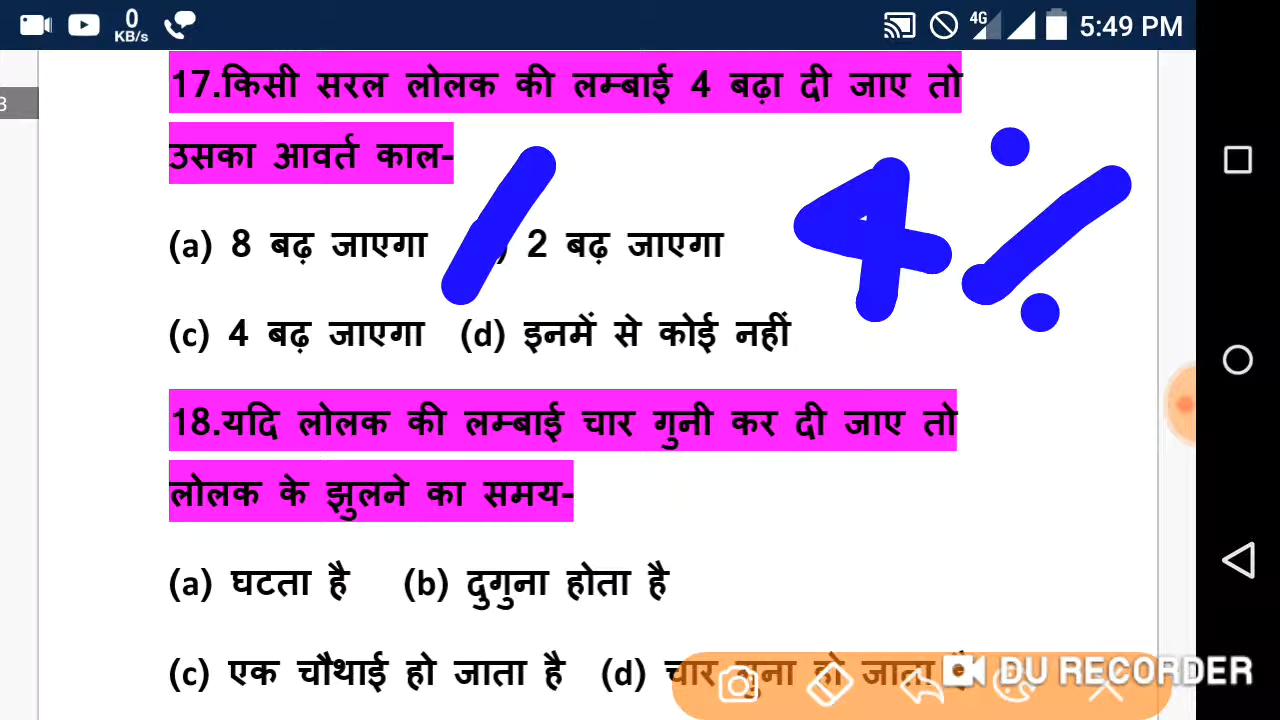 0
KB/s
4G
5:49 PM
3
17.किसी सरल लोलक की लम्बाई 4 बढ़ा दी जाए तो
उसका आवर्त काल-
4%
(a) 8 बढ़ जाएगा ) 2 बढ़ जाएगा
(c) 4 बढ़ जाएगा (d) इनमें से कोई नहीं
18.यदि लोलक की लम्बाई चार गुनी कर दी जाए तो
लोलक के झुलने का समय-
(a) घटता है (b) दुगुना होता है
(c) एक चौथाई हो जाता है (d) चार गुना हो जाता है
DU RECORDER